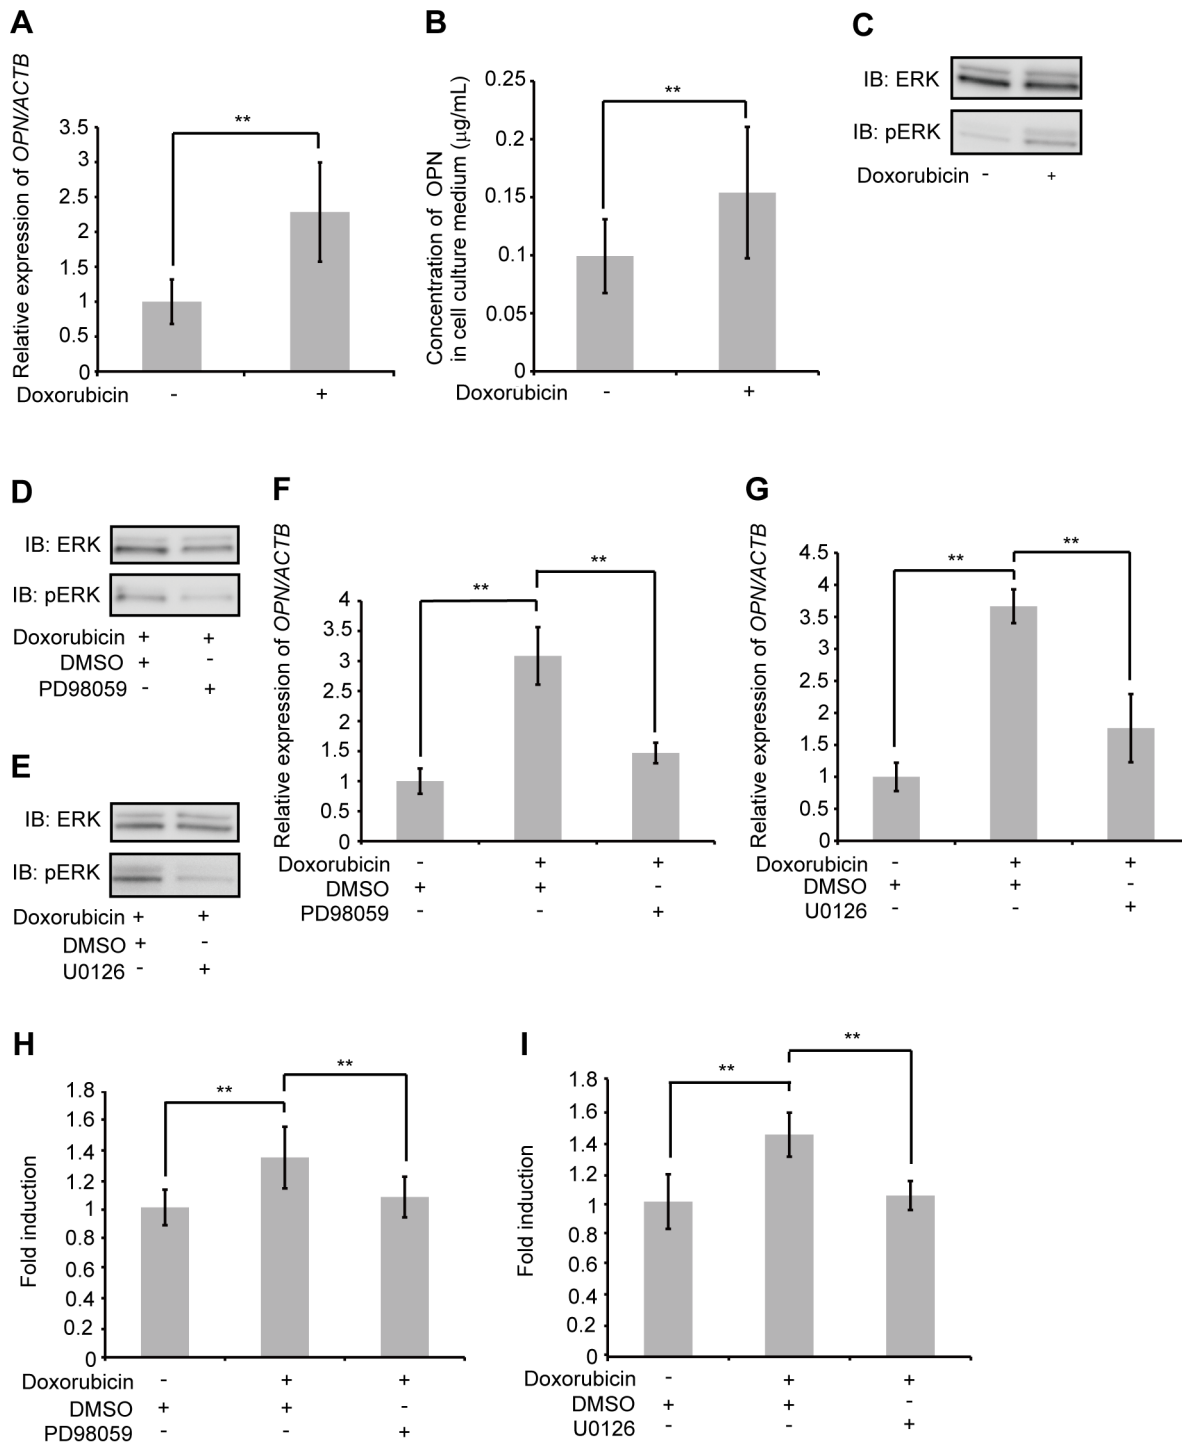 A
Relative expression of OPN/ACTB
3.5
3
2.5
2
1.5
1
0.5
0
**
Doxorubicin - +
B
Concentration of OPN
in cell culture medium (μg/mL)
0.25
0.2
0.15
0.1
0.05
0
**
Doxorubicin - +
C
IB: ERK
IB: pERK
Doxorubicin - +
D
IB: ERK
IB: pERK
Doxorubicin + +
DMSO + -
PD98059 - +
E
IB: ERK
IB: pERK
Doxorubicin + +
DMSO + -
U0126 - +
F
Relative expression of OPN/ACTB
4
3.5
3
2.5
2
1.5
1
0.5
0
** **
Doxorubicin - + +
DMSO + + -
PD98059 - - +
G
Relative expression of OPN/ACTB
4.5
4
3.5
3
2.5
2
1.5
1
0.5
0
** **
Doxorubicin - + +
DMSO + + -
U0126 - - +
H
Fold induction
1.8
1.6
1.4
1.2
1
0.8
0.6
0.4
0.2
0
** **
Doxorubicin - + +
DMSO + + -
PD98059 - - +
I
Fold induction
1.8
1.6
1.4
1.2
1
0.8
0.6
0.4
0.2
0
** **
Doxorubicin - + +
DMSO + + -
U0126 - - +